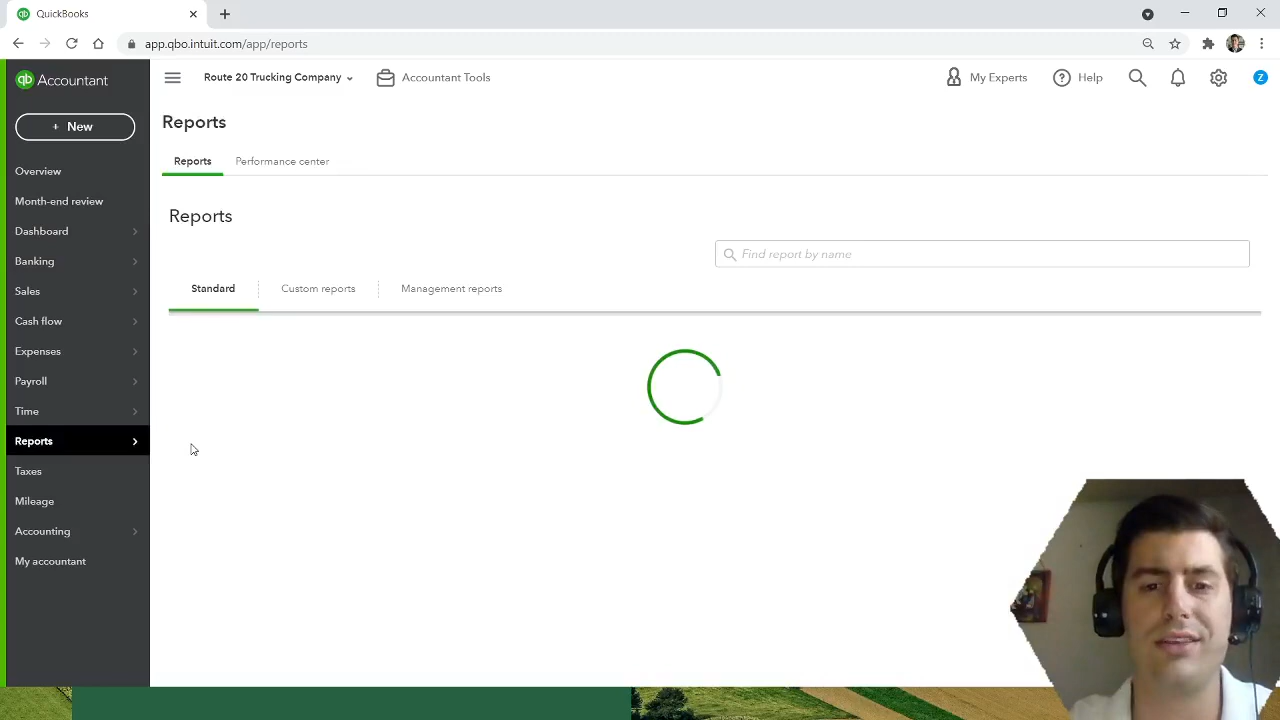 QuickBooks
app.qbo.intuit.com/app/reports
qb Accountant
Route 20 Trucking Company
Accountant Tools
My Experts
Help
Z
+ New
Reports
Reports
Performance center
Overview
Month-end review
Dashboard
Banking
Sales
Cash flow
Expenses
Payroll
Time
Reports
Taxes
Mileage
Accounting
My accountant
Reports
Find report by name
Standard
Custom reports
Management reports